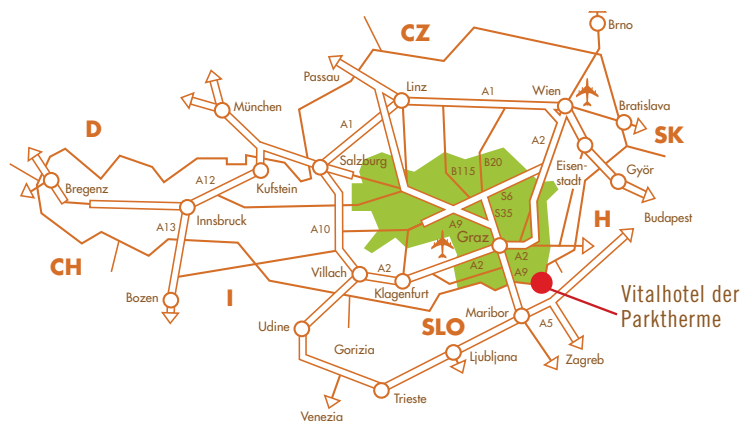 CZ
Brno
Passau
Linz
A1
Wien
München
Bratislava
D
A1
A2
SK
B115
B20
Eisen-
stadt
Salzburg
Györ
Bregenz
A12
Kufstein
S6
S35
H
Innsbruck
A13
A10
A9
Graz
Budapest
CH
Villach
A2
A2
A2
A9
Bozen
I
Klagenfurt
Vitalhotel der
Parktherme
Maribor
Udine
SLO
A5
Gorizia
Ljubljana
Zagreb
Trieste
Venezia